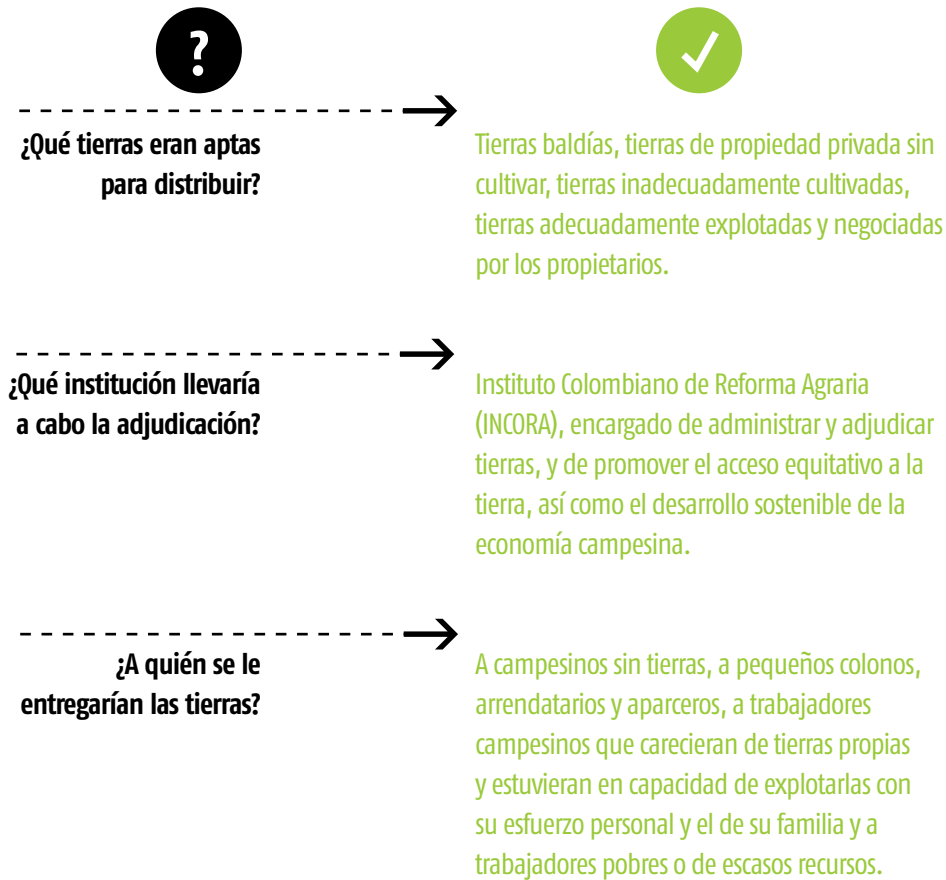 ?
¿Qué tierras eran aptas
para distribuir?
Tierras baldías, tierras de propiedad privada sin
cultivar, tierras inadecuadamente cultivadas,
tierras adecuadamente explotadas y negociadas
por los propietarios.
¿Qué institución llevaría
a cabo la adjudicación?
Instituto Colombiano de Reforma Agraria
(INCORA), encargado de administrar y adjudicar
tierras, y de promover el acceso equitativo a la
tierra, así como el desarrollo sostenible de la
economía campesina.
¿A quién se le
entregarían las tierras?
A campesinos sin tierras, a pequeños colonos,
arrendatarios y aparceros, a trabajadores
campesinos que carecieran de tierras propias
y estuvieran en capacidad de explotarlas con
su esfuerzo personal y el de su familia y a
trabajadores pobres o de escasos recursos.